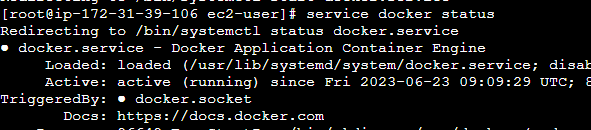 [root@ip-172-31-39-106 ec2-user]# service docker status
Redirecting to /bin/systemctl status docker.service
● docker.service - Docker Application Container Engine
Loaded: loaded (/usr/lib/systemd/system/docker.service; disab
Active: active (running) since Fri 2023-06-23 09:09:29 UTC; 8
TriggeredBy: ● docker.socket
Docs: https://docs.docker.com